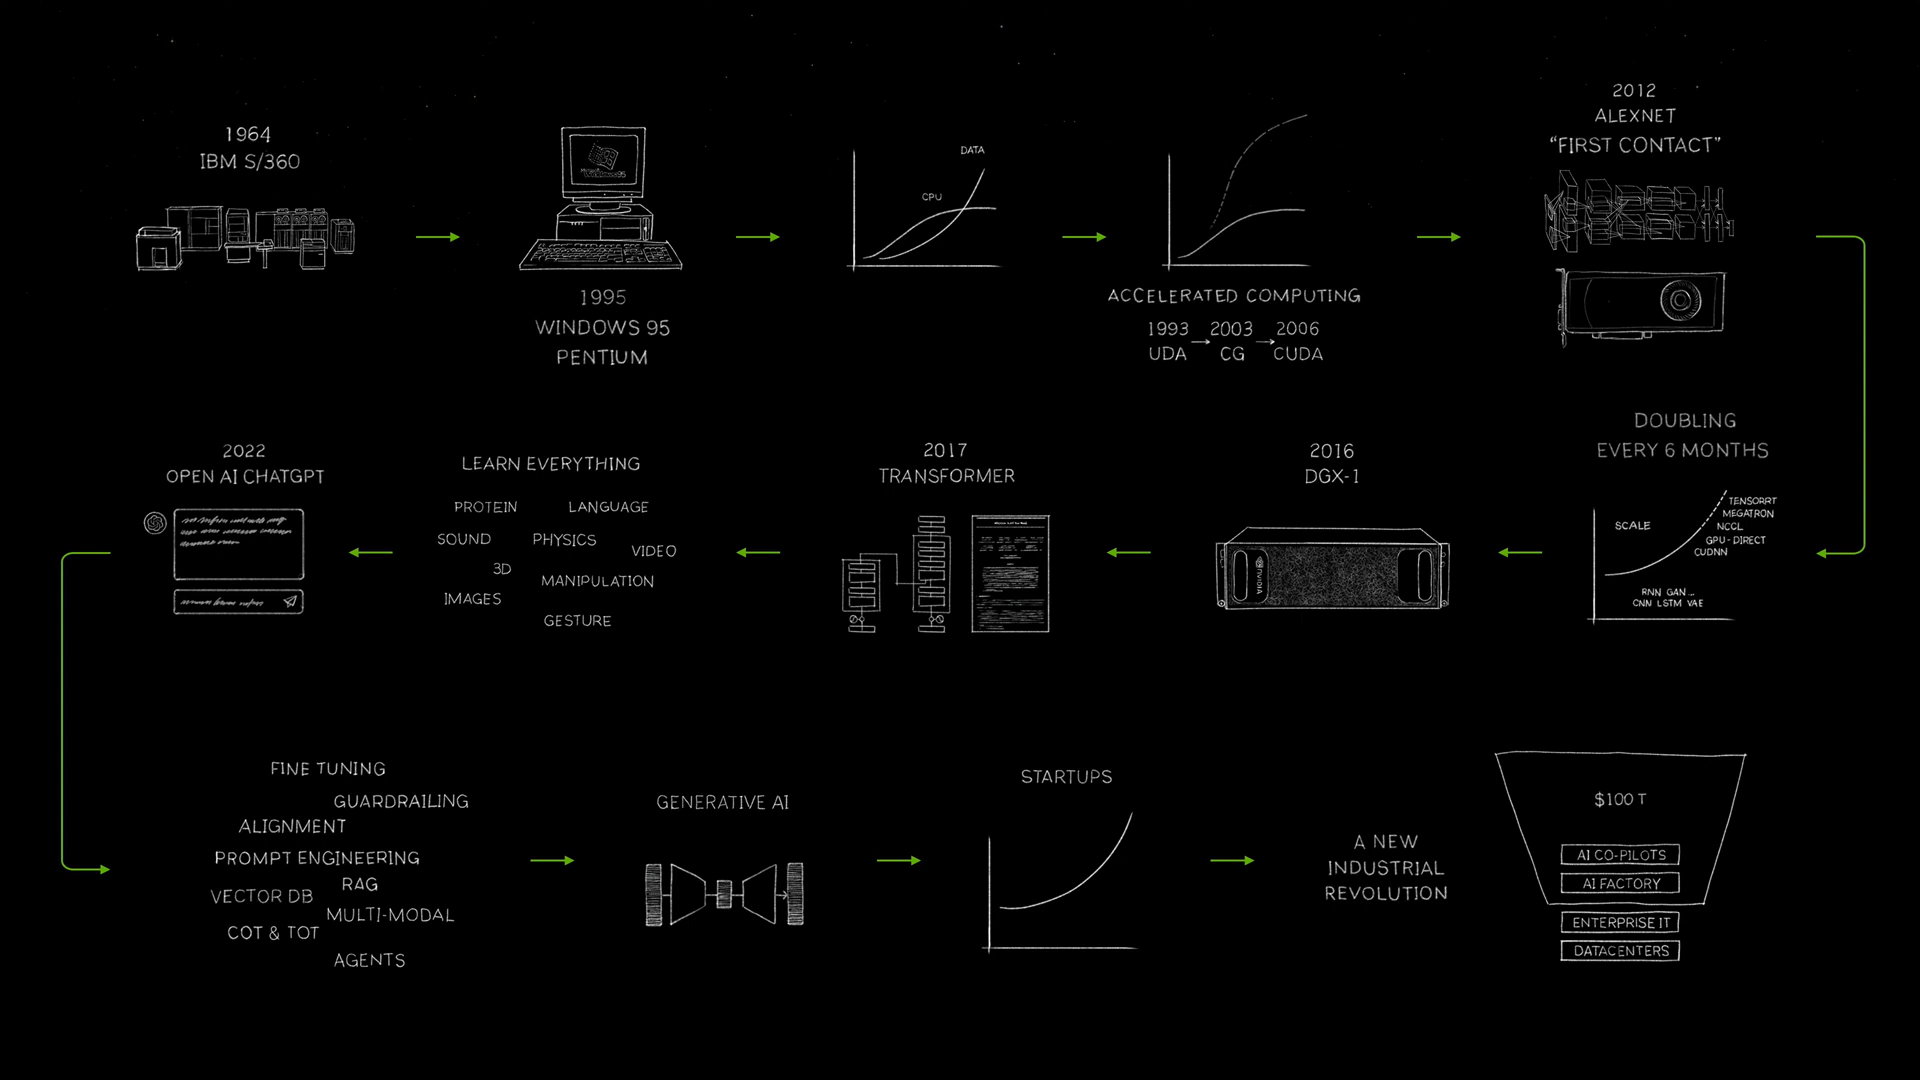 1964
IBM S/360
Windows 95
1995
WINDOWS 95
PENTIUM
DATA
CPU
ACCELERATED COMPUTING
1993 → 2003 → 2006
UDA CG CUDA
2012
ALEXNET
“FIRST CONTACT”
DOUBLING
EVERY 6 MONTHS
SCALE
TENSORRT
MEGATRON
NCCL
GPU-DIRECT
CUDNN
RNN GAN...
CNN LSTM VAE
2016
DGX-1
NVIDIA
2017
TRANSFORMER
LEARN EVERYTHING
PROTEIN LANGUAGE
SOUND PHYSICS VIDEO
3D MANIPULATION
IMAGES
GESTURE
2022
OPEN AI CHATGPT
FINE TUNING
GUARDRAILING
ALIGNMENT
PROMPT ENGINEERING
RAG
VECTOR DB
MULTI-MODAL
COT & TOT
AGENTS
GENERATIVE AI
STARTUPS
A NEW
INDUSTRIAL
REVOLUTION
$100 T
AI CO-PILOTS
AI FACTORY
ENTERPRISE IT
DATACENTERS